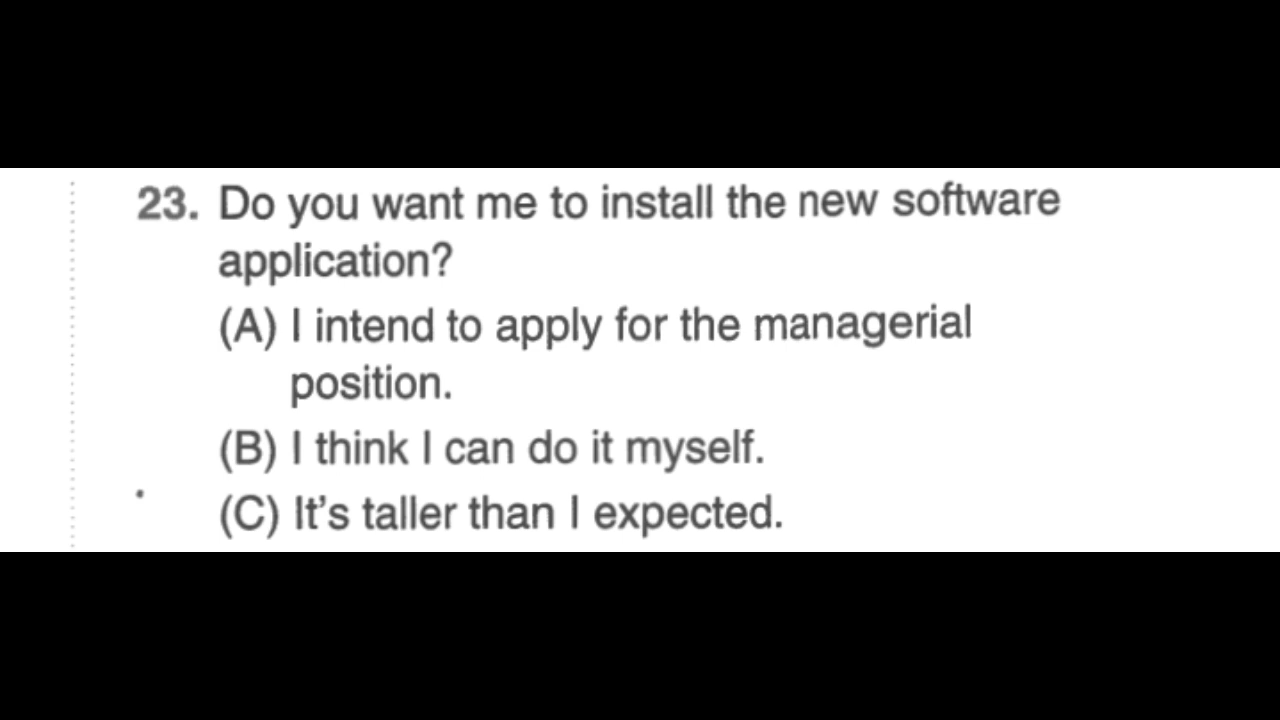 23. Do you want me to install the new software
application?
(A) I intend to apply for the managerial
position.
(B) I think I can do it myself.
(C) It's taller than I expected.